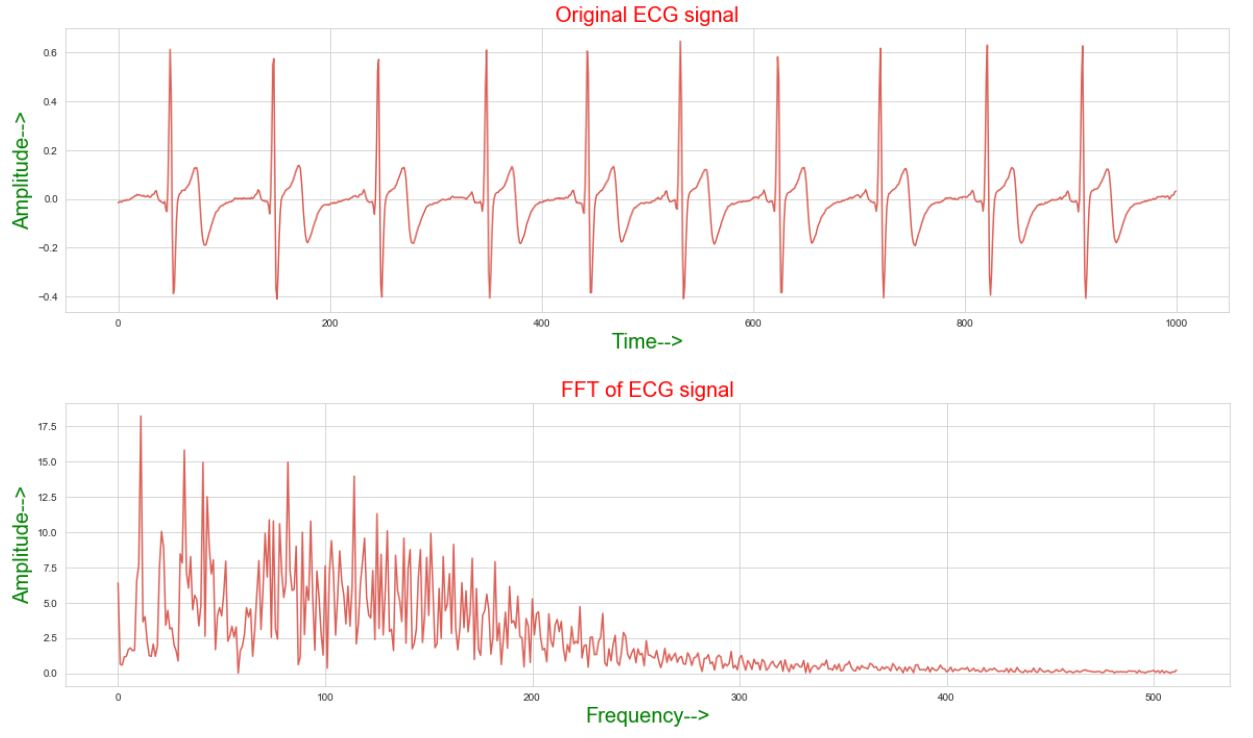 Original ECG signal
Amplitude-->
0.6
0.4
0.2
0.0
−0.2
−0.4
0 200 400 600 800 1000
Time-->
FFT of ECG signal
Amplitude-->
17.5
15.0
12.5
10.0
7.5
5.0
2.5
0.0
0 100 200 300 400 500
Frequency-->